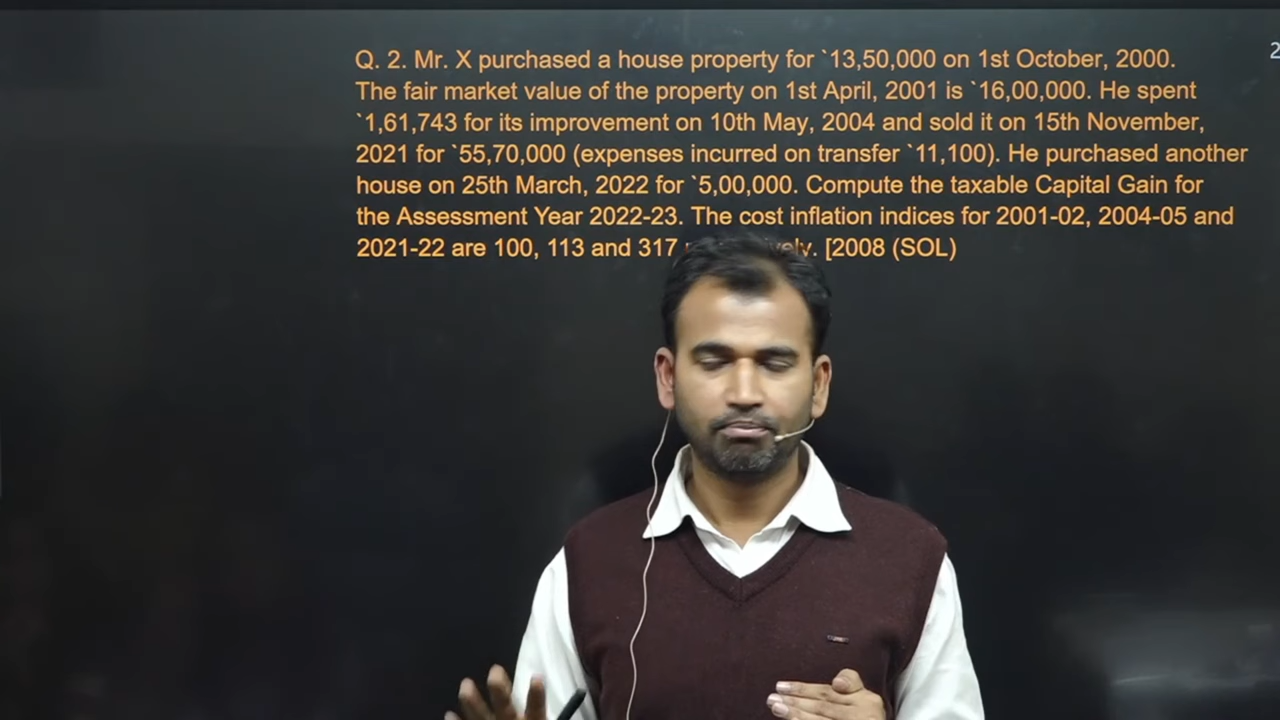 Q. 2. Mr. X purchased a house property for `13,50,000 on 1st October, 2000.
2
The fair market value of the property on 1st April, 2001 is `16,00,000. He spent
`1,61,743 for its improvement on 10th May, 2004 and sold it on 15th November,
2021 for `55,70,000 (expenses incurred on transfer `11,100). He purchased another
house on 25th March, 2022 for `5,00,000. Compute the taxable Capital Gain for
the Assessment Year 2022-23. The cost inflation indices for 2001-02, 2004-05 and
2021-22 are 100, 113 and 317 [2008 (SOL)